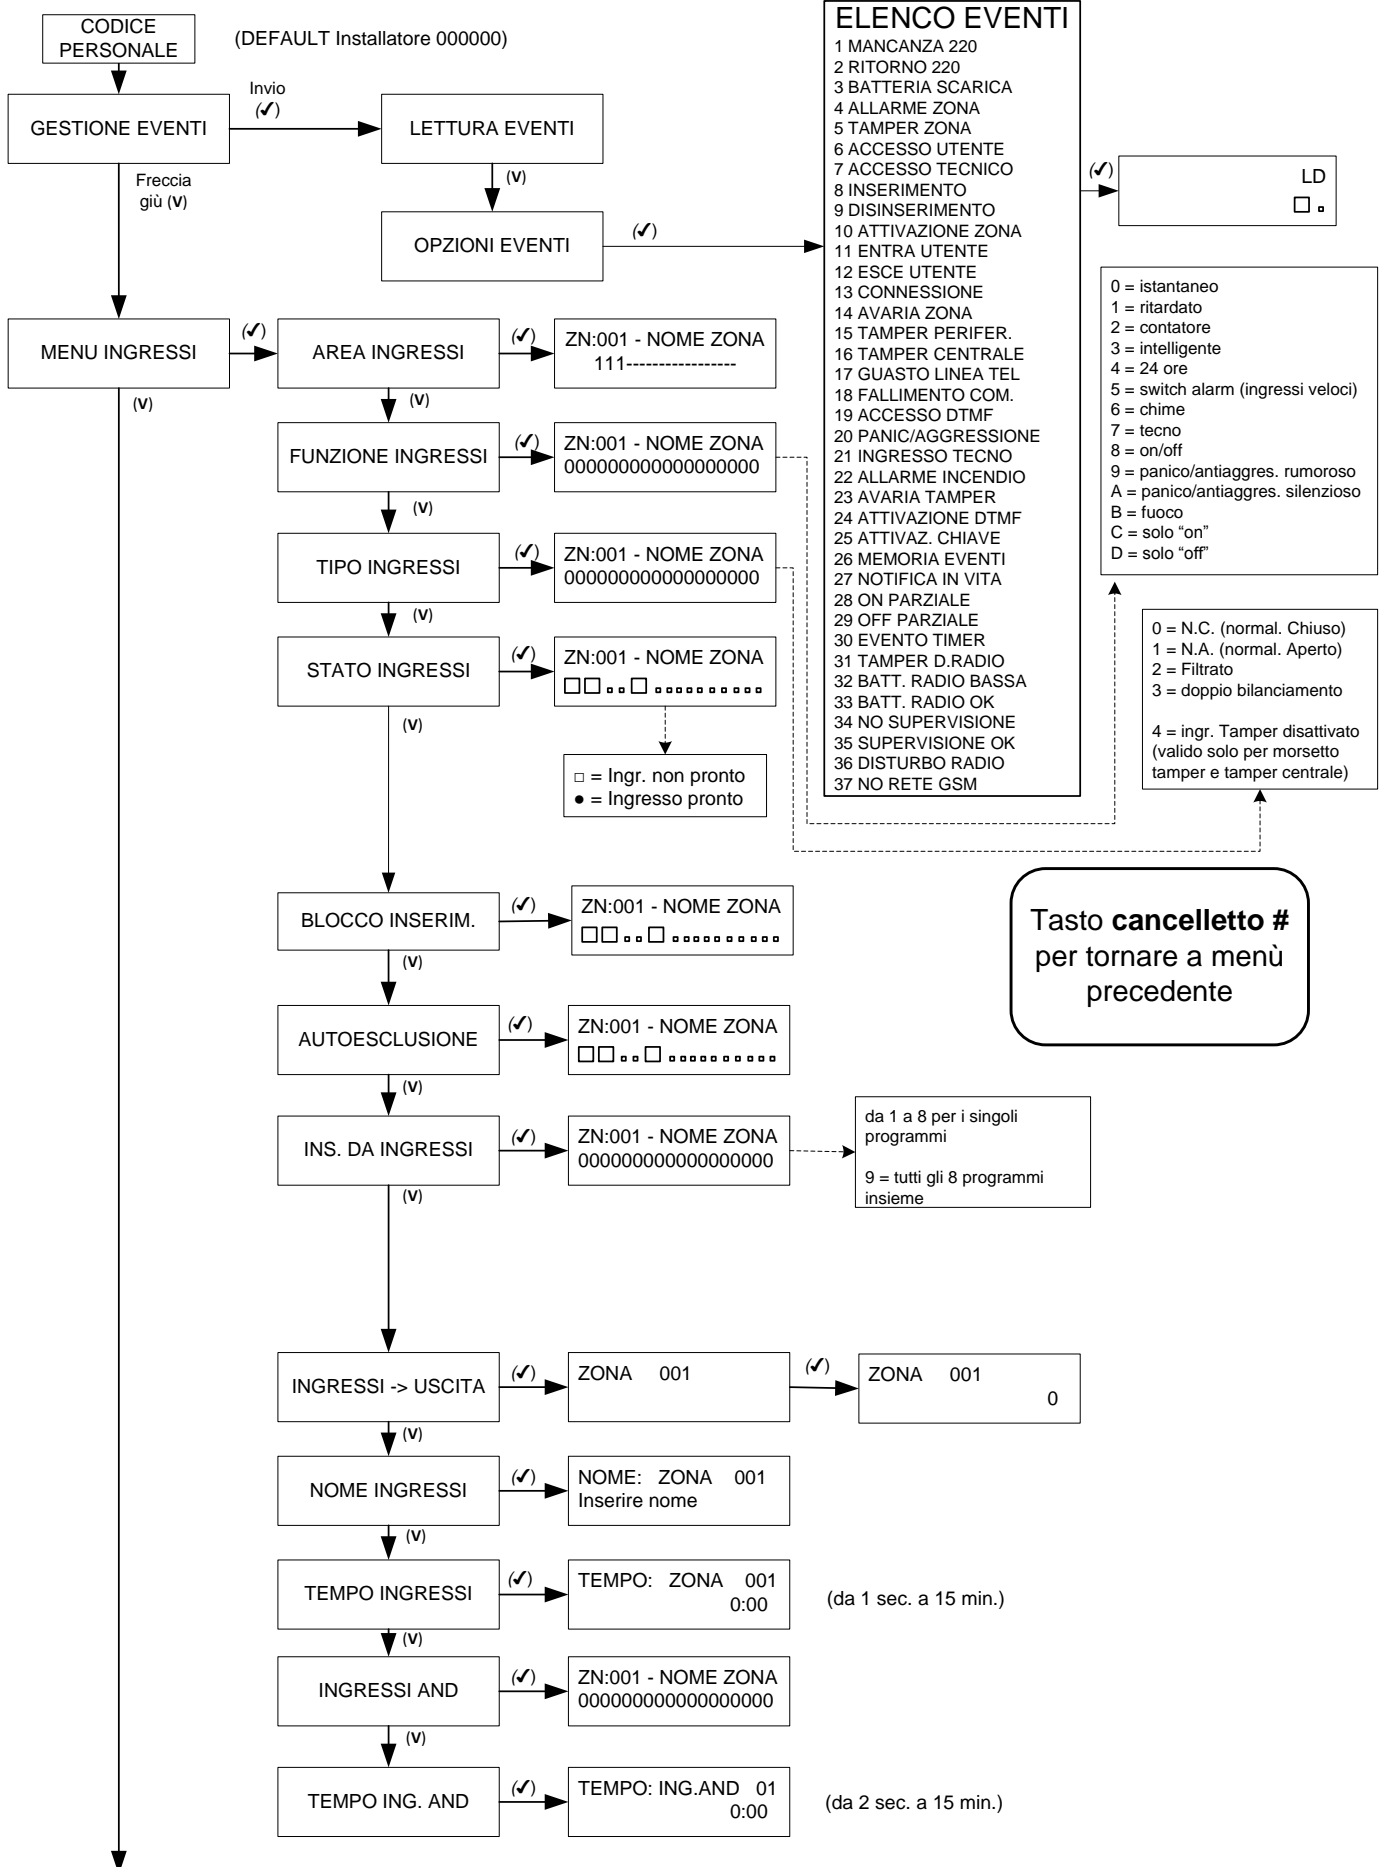 CODICE
PERSONALE
(DEFAULT Installatore 000000)
GESTIONE EVENTI
Invio
(✓)
LETTURA EVENTI
(V)
OPZIONI EVENTI
(✓)
Freccia
giù (V)
ELENCO EVENTI
1 MANCANZA 220
2 RITORNO 220
3 BATTERIA SCARICA
4 ALLARME ZONA
5 TAMPER ZONA
6 ACCESSO UTENTE
7 ACCESSO TECNICO
8 INSERIMENTO
9 DISINSERIMENTO
10 ATTIVAZIONE ZONA
11 ENTRA UTENTE
12 ESCE UTENTE
13 CONNESSIONE
14 AVARIA ZONA
15 TAMPER PERIFER.
16 TAMPER CENTRALE
17 GUASTO LINEA TEL
18 FALLIMENTO COM.
19 ACCESSO DTMF
20 PANIC/AGGRESSIONE
21 INGRESSO TECNO
22 ALLARME INCENDIO
23 AVARIA TAMPER
24 ATTIVAZIONE DTMF
25 ATTIVAZ. CHIAVE
26 MEMORIA EVENTI
27 NOTIFICA IN VITA
28 ON PARZIALE
29 OFF PARZIALE
30 EVENTO TIMER
31 TAMPER D.RADIO
32 BATT. RADIO BASSA
33 BATT. RADIO OK
34 NO SUPERVISIONE
35 SUPERVISIONE OK
36 DISTURBO RADIO
37 NO RETE GSM
(✓)
LD
□ .
MENU INGRESSI
(✓)
(V)
AREA INGRESSI
(✓)
ZN:001 - NOME ZONA
111-----------------
(V)
FUNZIONE INGRESSI
(✓)
ZN:001 - NOME ZONA
000000000000000000
0 = istantaneo
1 = ritardato
2 = contatore
3 = intelligente
4 = 24 ore
5 = switch alarm (ingressi veloci)
6 = chime
7 = tecno
8 = on/off
9 = panico/antiaggres. rumoroso
A = panico/antiaggres. silenzioso
B = fuoco
C = solo “on”
D = solo “off”
(V)
TIPO INGRESSI
(✓)
ZN:001 - NOME ZONA
000000000000000000
0 = N.C. (normal. Chiuso)
1 = N.A. (normal. Aperto)
2 = Filtrato
3 = doppio bilanciamento
4 = ingr. Tamper disattivato
(valido solo per morsetto
tamper e tamper centrale)
(V)
STATO INGRESSI
(✓)
ZN:001 - NOME ZONA
□□..□..........
□ = Ingr. non pronto
● = Ingresso pronto
(V)
BLOCCO INSERIM.
(✓)
ZN:001 - NOME ZONA
□□..□..........
Tasto cancelletto #
per tornare a menù
precedente
(V)
AUTOESCLUSIONE
(✓)
ZN:001 - NOME ZONA
□□..□..........
(V)
INS. DA INGRESSI
(✓)
ZN:001 - NOME ZONA
000000000000000000
da 1 a 8 per i singoli
programmi
9 = tutti gli 8 programmi
insieme
(V)
INGRESSI -> USCITA
(✓)
ZONA 001
(✓)
ZONA 001
0
(V)
NOME INGRESSI
(✓)
NOME: ZONA 001
Inserire nome
(V)
TEMPO INGRESSI
(✓)
TEMPO: ZONA 001
0:00
(da 1 sec. a 15 min.)
(V)
INGRESSI AND
(✓)
ZN:001 - NOME ZONA
000000000000000000
(V)
TEMPO ING. AND
(✓)
TEMPO: ING.AND 01
0:00
(da 2 sec. a 15 min.)